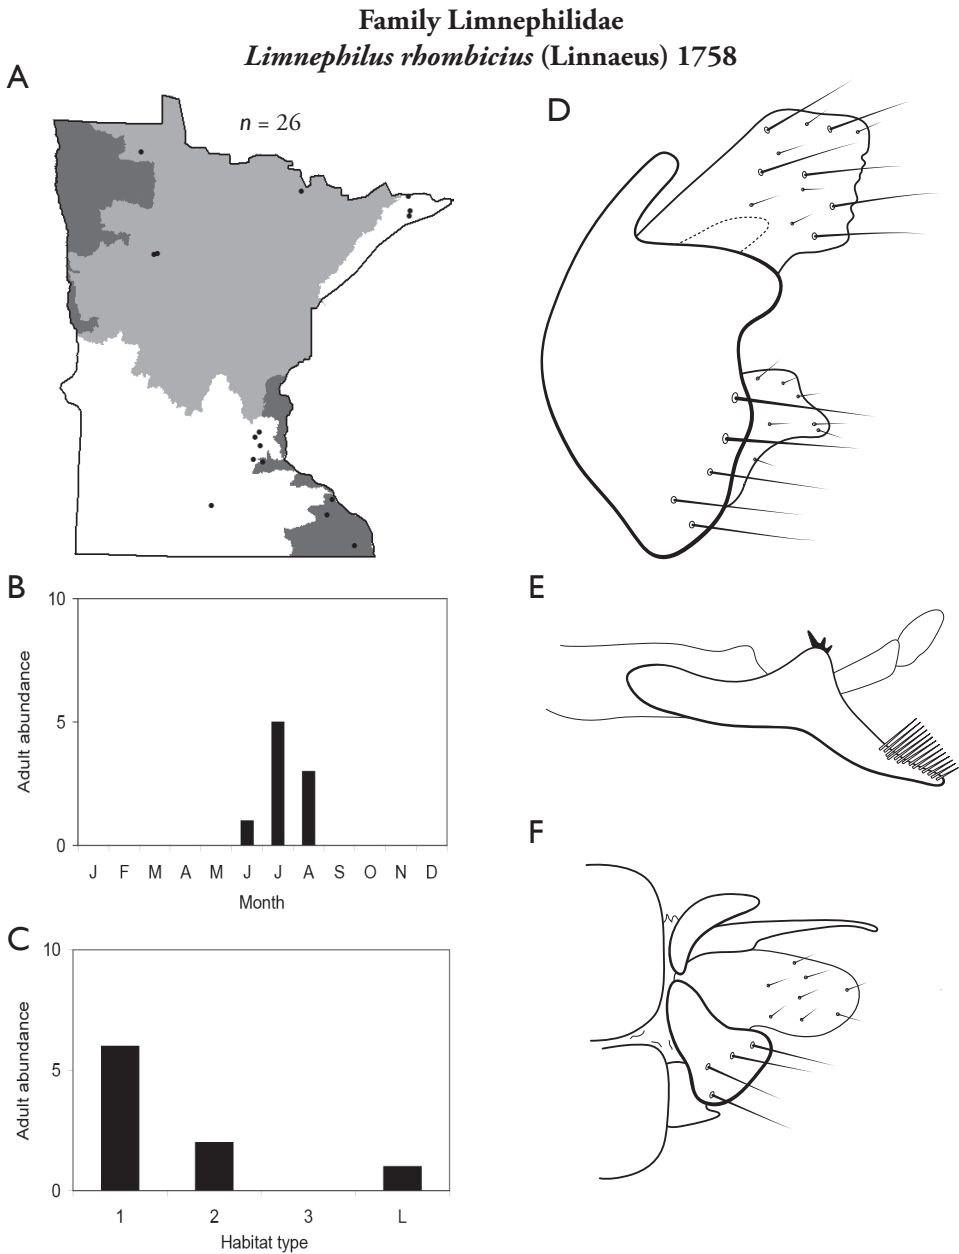 Family Limnephilidae
Limnephilus rhombicius (Linnaeus) 1758
A
n = 26
D
B
10
5
0
Adult abundance
J F M A M J J A S O N D
Month
E
C
10
5
0
Adult abundance
1 2 3 L
Habitat type
F